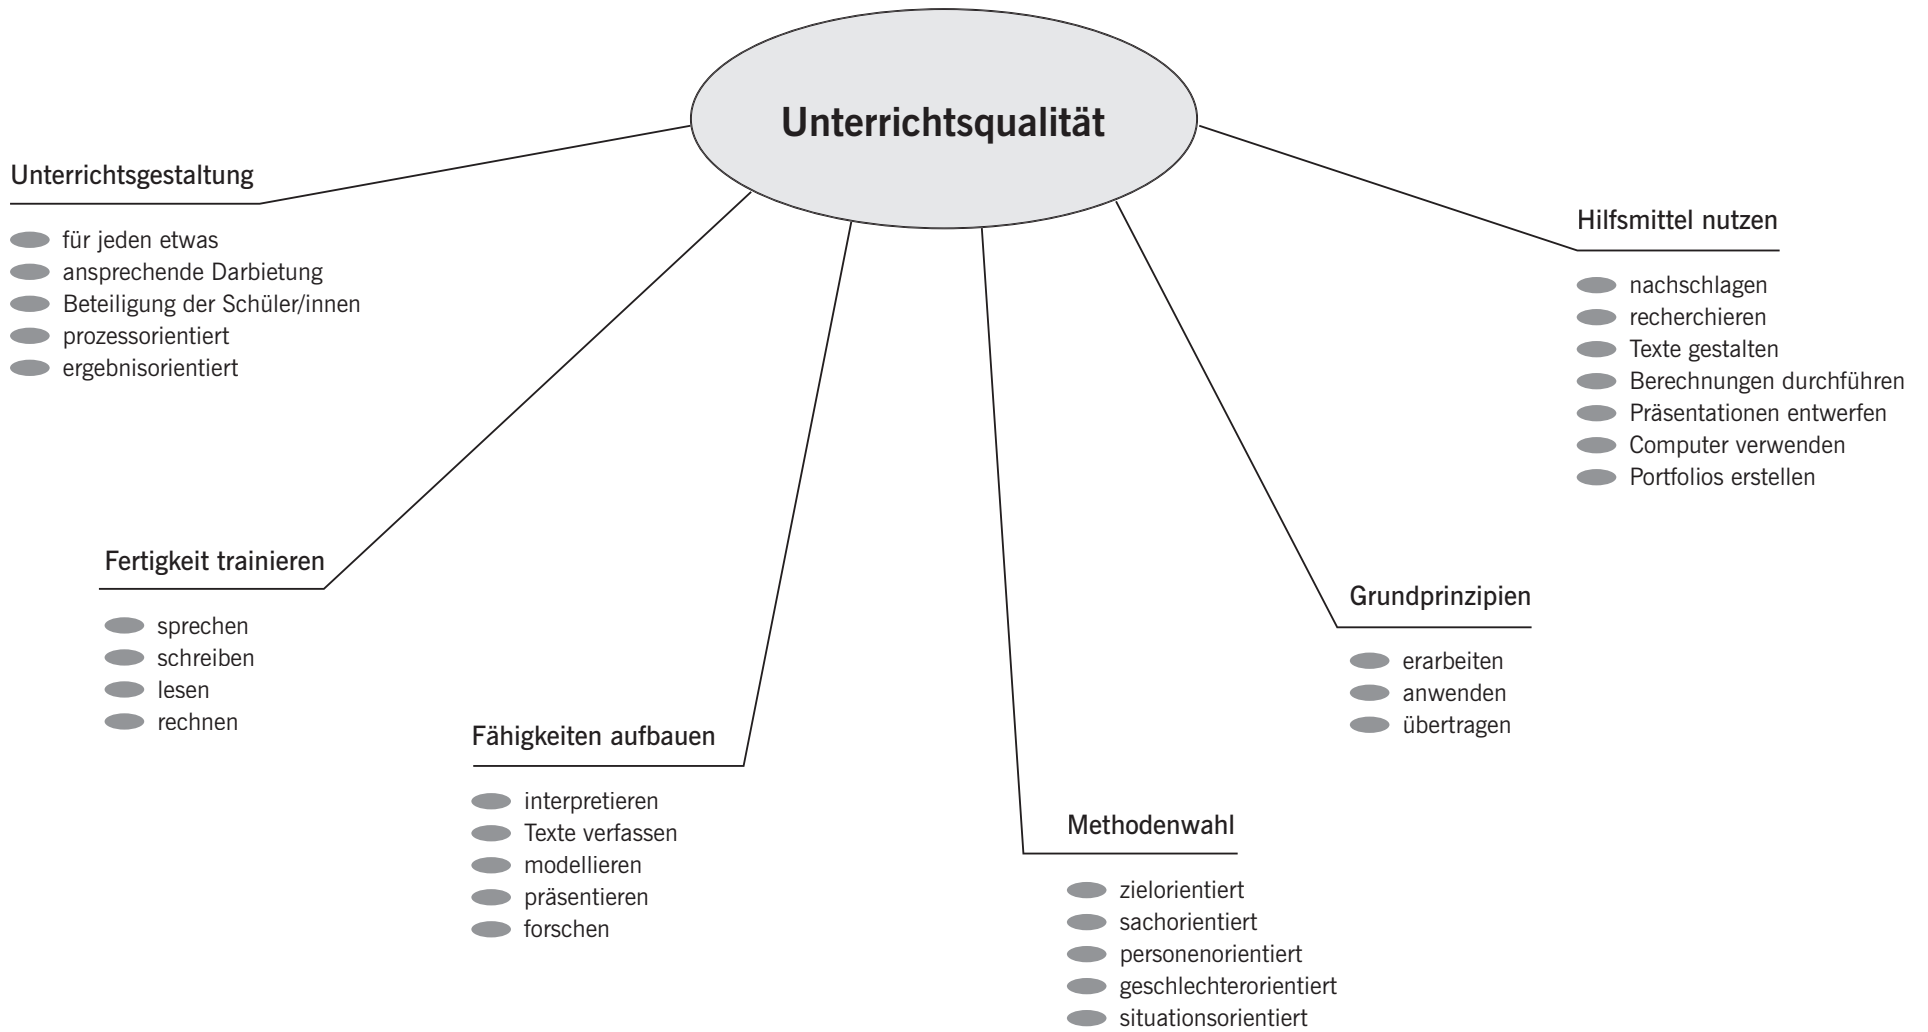 Unterrichtsqualität
Unterrichtsgestaltung
für jeden etwas
ansprechende Darbietung
Beteiligung der Schüler/innen
prozessorientiert
ergebnisorientiert
Fertigkeit trainieren
sprechen
schreiben
lesen
rechnen
Fähigkeiten aufbauen
interpretieren
Texte verfassen
modellieren
präsentieren
forschen
Methodenwahl
zielorientiert
sachorientiert
personenorientiert
geschlechterorientiert
situationsorientiert
Grundprinzipien
erarbeiten
anwenden
übertragen
Hilfsmittel nutzen
nachschlagen
recherchieren
Texte gestalten
Berechnungen durchführen
Präsentationen entwerfen
Computer verwenden
Portfolios erstellen